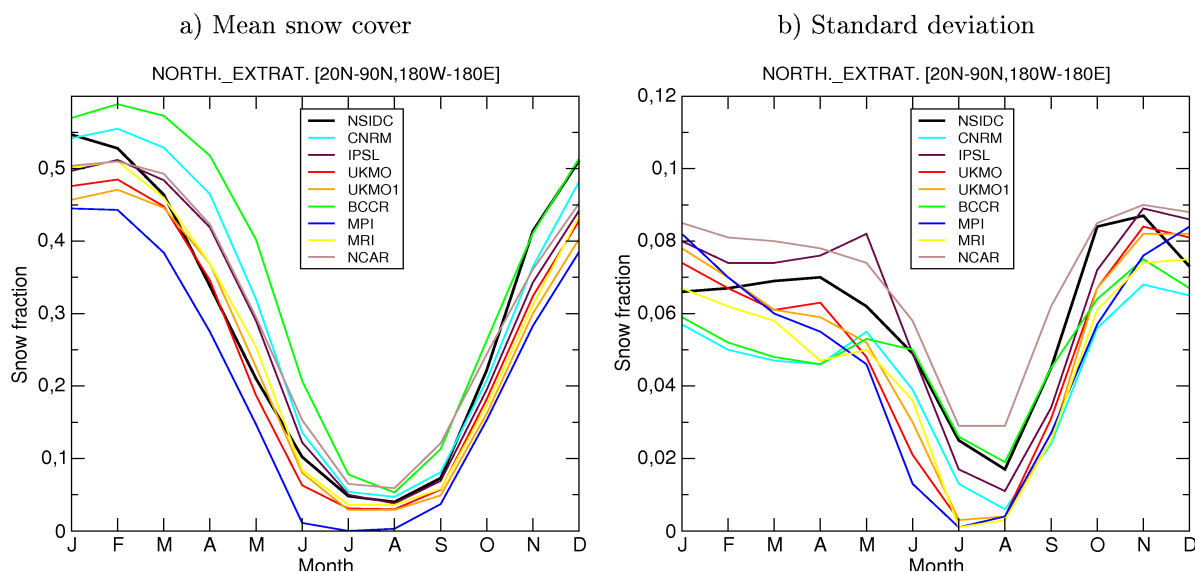 a) Mean snow cover
NORTH._EXTRAT. [20N-90N,180W-180E]
NSIDC
CNRM
IPSL
UKMO
UKMO1
BCCR
MPI
MRI
NCAR
Snow fraction
0,5
0,4
0,3
0,2
0,1
0
J F M A M J J A S O N D
Month
b) Standard deviation
NORTH._EXTRAT. [20N-90N,180W-180E]
NSIDC
CNRM
IPSL
UKMO
UKMO1
BCCR
MPI
MRI
NCAR
Snow fraction
0,12
0,1
0,08
0,06
0,04
0,02
0
J F M A M J J A S O N D
Month